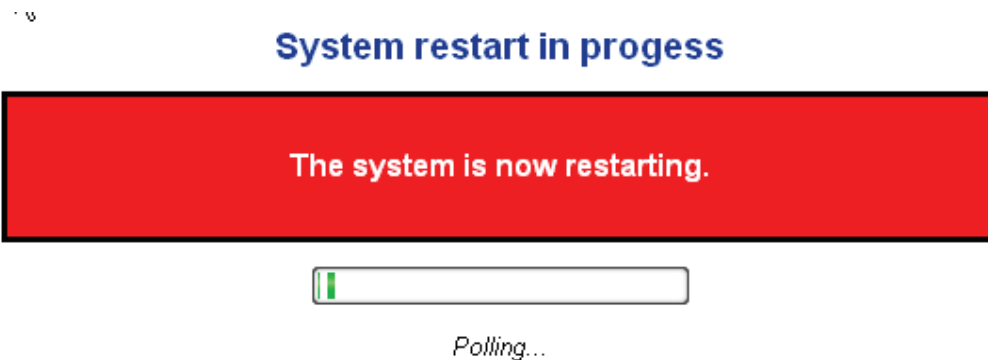 System restart in progess
The system is now restarting.
Polling...